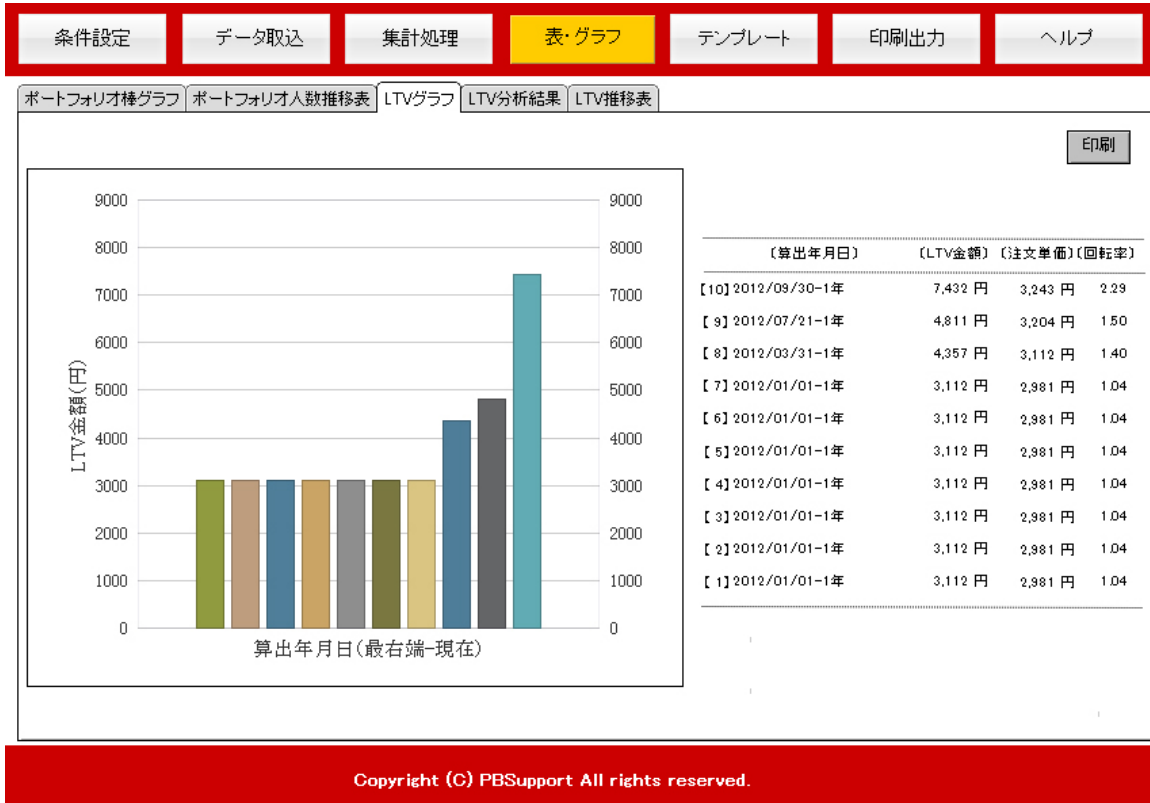 条件設定 データ取込 集計処理 表・グラフ テンプレート 印刷出力 ヘルプ
ポートフォリオ棒グラフ ポートフォリオ人数推移表 LTVグラフ LTV分析結果 LTV推移表
印刷
9000 9000
8000 8000
7000 7000
6000 6000
5000 5000
4000 4000
3000 3000
2000 2000
1000 1000
0 0
LTV金額(円)
算出年月日(最右端-現在)
〔算出年月日〕 〔LTV金額〕 〔注文単価〕 〔回転率〕
【10】2012/09/30-1年 7,432 円 3,243 円 2.29
【 9】2012/07/21-1年 4,811 円 3,204 円 1.50
【 8】2012/03/31-1年 4,357 円 3,112 円 1.40
【 7】2012/01/01-1年 3,112 円 2,981 円 1.04
【 6】2012/01/01-1年 3,112 円 2,981 円 1.04
【 5】2012/01/01-1年 3,112 円 2,981 円 1.04
【 4】2012/01/01-1年 3,112 円 2,981 円 1.04
【 3】2012/01/01-1年 3,112 円 2,981 円 1.04
【 2】2012/01/01-1年 3,112 円 2,981 円 1.04
【 1】2012/01/01-1年 3,112 円 2,981 円 1.04
Copyright (C) PBSupport All rights reserved.